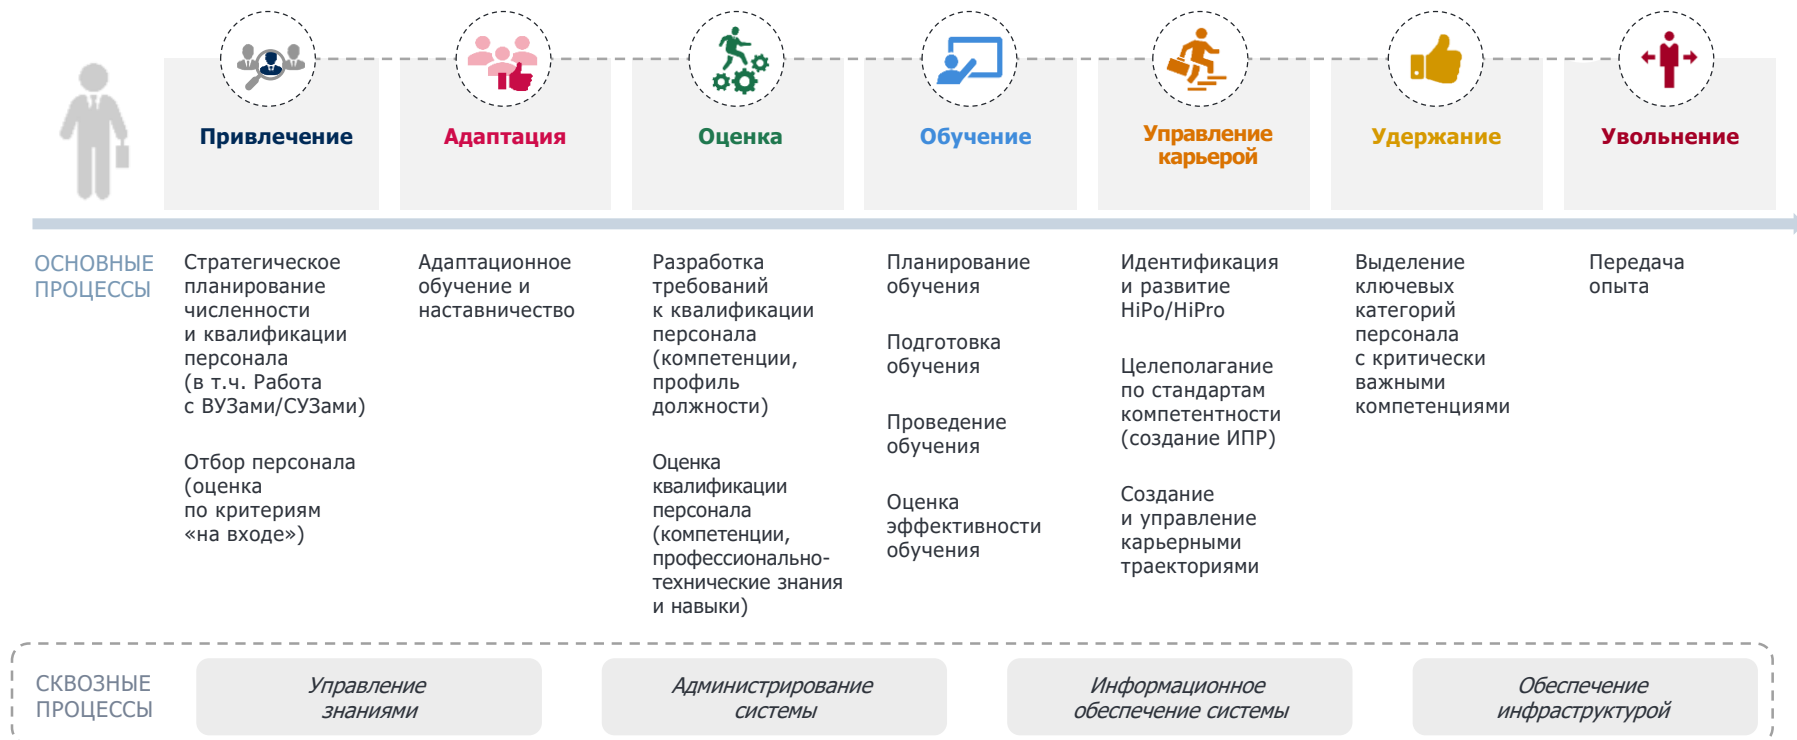 Привлечение
Адаптация
Оценка
Обучение
Управление
карьерой
Удержание
Увольнение
ОСНОВНЫЕ
ПРОЦЕССЫ
Стратегическое
планирование
численности
и квалификации
персонала
(в т.ч. Работа
с ВУЗами/СУЗами)
Отбор персонала
(оценка
по критериям
«на входе»)
Адаптационное
обучение и
наставничество
Разработка
требований
к квалификации
персонала
(компетенции,
профиль
должности)
Оценка
квалификации
персонала
(компетенции,
профессионально-
технические знания
и навыки)
Планирование
обучения
Подготовка
обучения
Проведение
обучения
Оценка
эффективности
обучения
Идентификация
и развитие
HiPo/HiPro
Целеполагание
по стандартам
компетентности
(создание ИПР)
Создание
и управление
карьерными
траекториями
Выделение
ключевых
категорий
персонала
с критически
важными
компетенциями
Передача
опыта
СКВОЗНЫЕ
ПРОЦЕССЫ
Управление
знаниями
Администрирование
системы
Информационное
обеспечение системы
Обеспечение
инфраструктурой